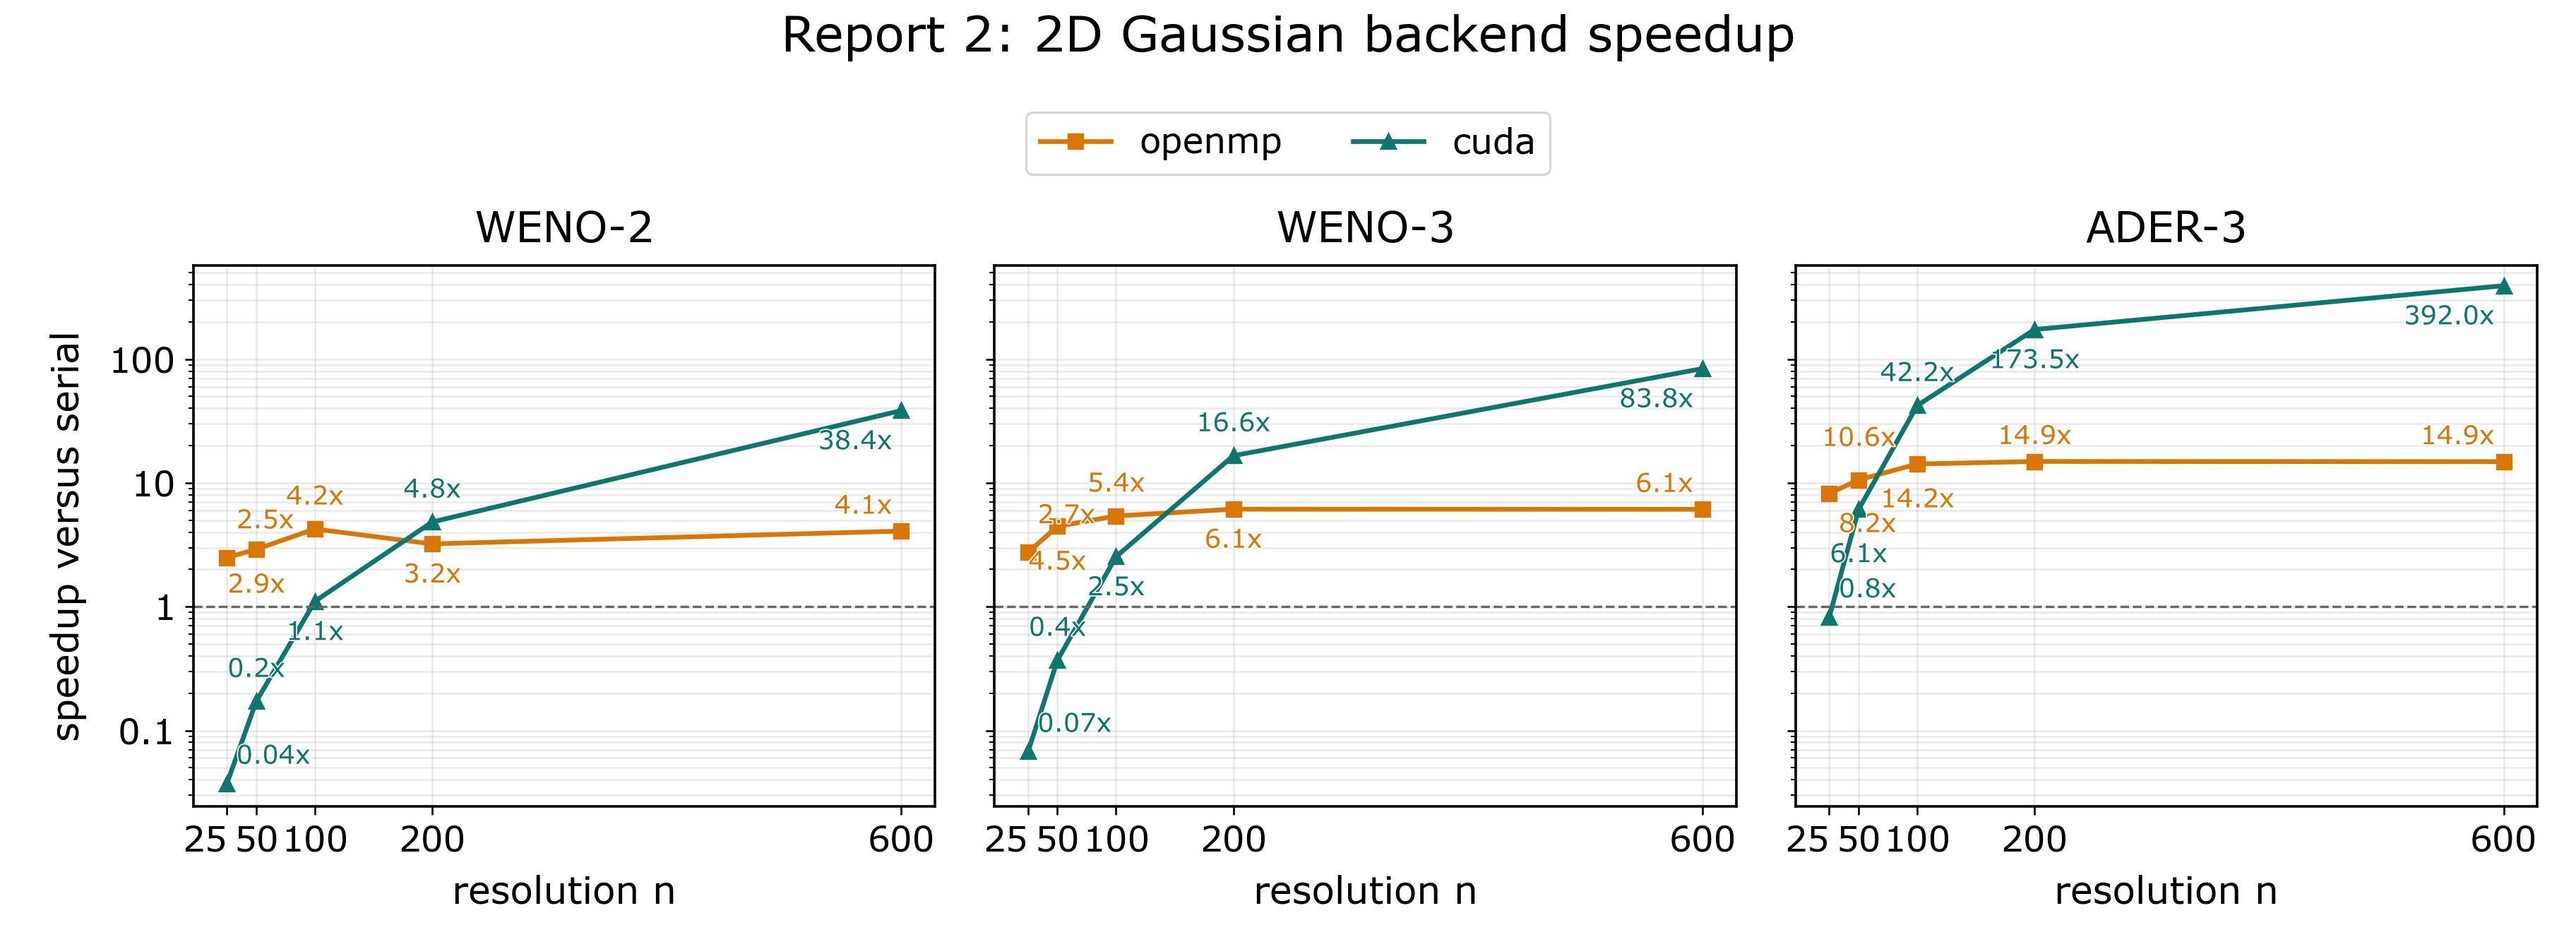 Report 2: 2D Gaussian backend speedup
openmp
cuda
WENO-2
speedup versus serial
100
10
1
0.1
2.5x
2.9x
4.2x
3.2x
4.1x
0.04x
0.2x
1.1x
4.8x
38.4x
25 50 100 200 600
resolution n
WENO-3
2.7x
4.5x
5.4x
6.1x
6.1x
0.07x
0.4x
2.5x
16.6x
83.8x
25 50 100 200 600
resolution n
ADER-3
8.2x
10.6x
14.2x
14.9x
14.9x
0.8x
6.1x
42.2x
173.5x
392.0x
25 50 100 200 600
resolution n